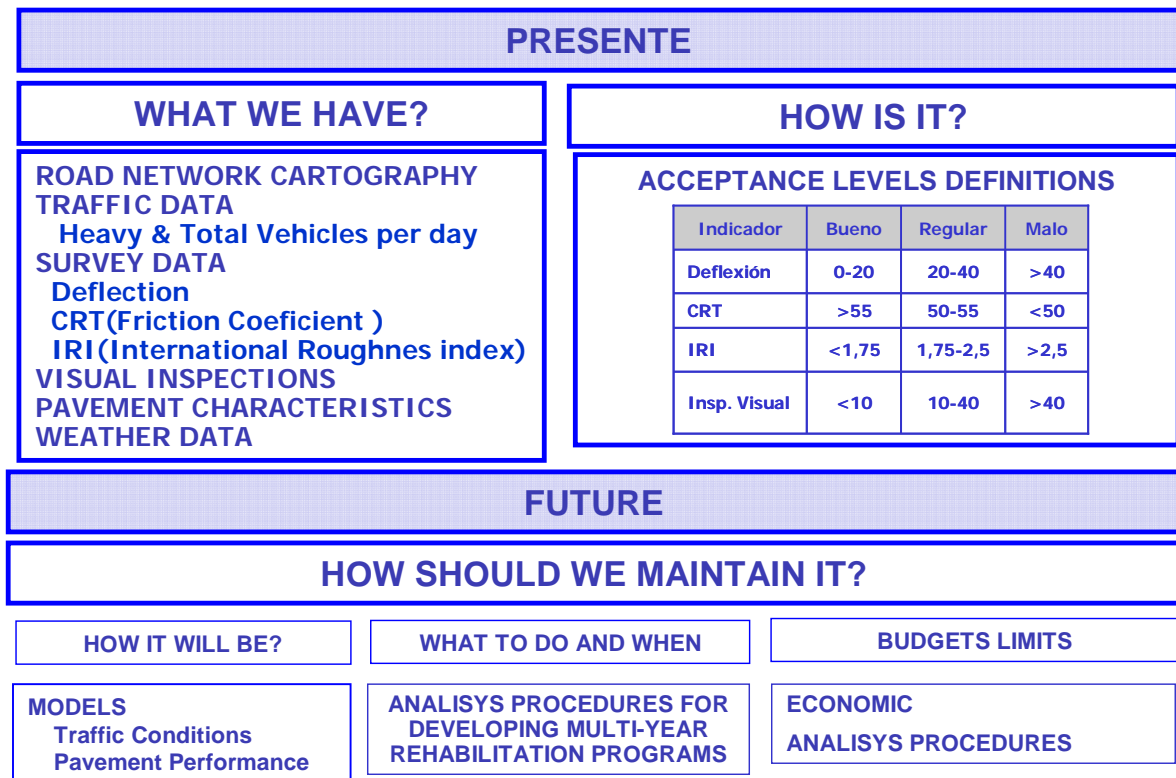 PRESENTE
WHAT WE HAVE?
ROAD NETWORK CARTOGRAPHY
TRAFFIC DATA
Heavy & Total Vehicles per day
SURVEY DATA
Deflection
CRT(Friction Coeficient )
IRI(International Roughnes index)
VISUAL INSPECTIONS
PAVEMENT CHARACTERISTICS
WEATHER DATA
HOW IS IT?
ACCEPTANCE LEVELS DEFINITIONS
Indicador Bueno Regular Malo
Deflexión 0-20 20-40 >40
CRT >55 50-55 <50
IRI <1,75 1,75-2,5 >2,5
Insp. Visual <10 10-40 >40
FUTURE
HOW SHOULD WE MAINTAIN IT?
HOW IT WILL BE?
MODELS
Traffic Conditions
Pavement Performance
WHAT TO DO AND WHEN
ANALISYS PROCEDURES FOR
DEVELOPING MULTI-YEAR
REHABILITATION PROGRAMS
BUDGETS LIMITS
ECONOMIC
ANALISYS PROCEDURES